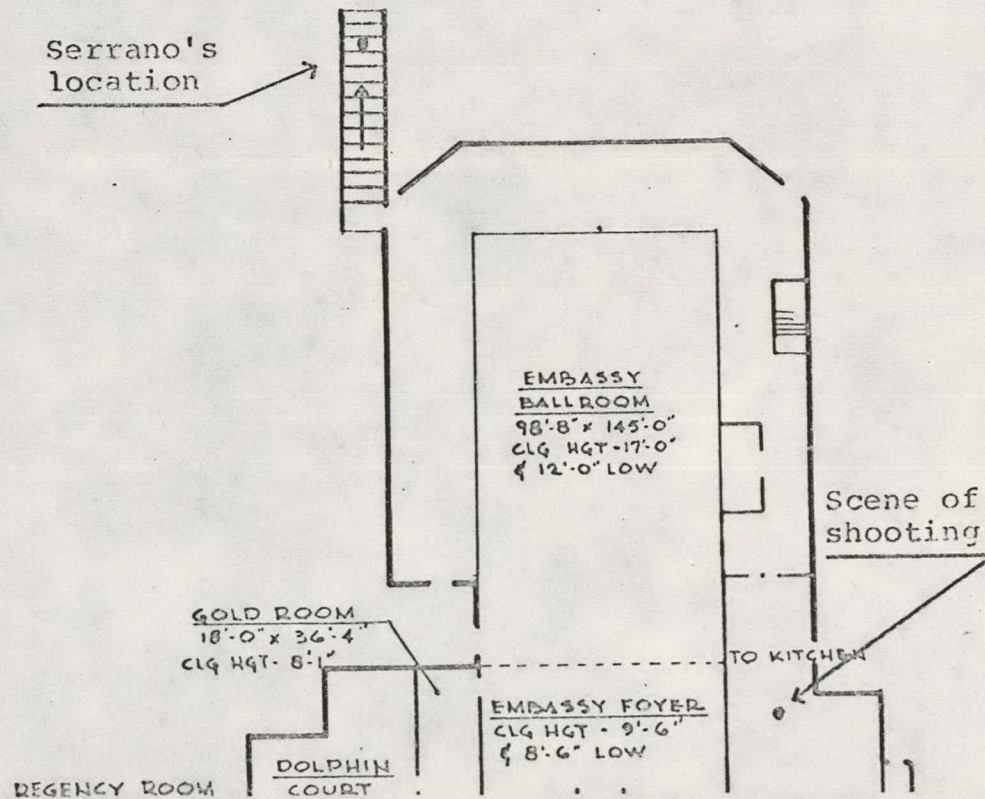 Serrano's
location
EMBASSY
BALLROOM
98'-8" x 145'-0"
CLG HGT - 17'-0"
& 12'-0" LOW
Scene of
shooting
GOLD ROOM
18'-0" x 36'-4"
CLG HGT - 8'-1"
TO KITCHEN
EMBASSY FOYER
CLG HGT - 9'-6"
& 8'-6" LOW
DOLPHIN
COURT
REGENCY ROOM